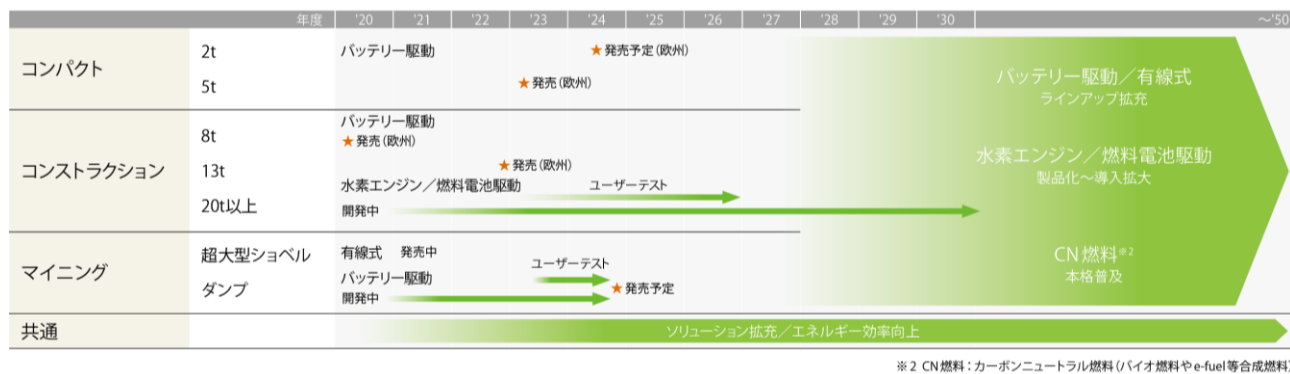 年度 '20 '21 '22 '23 '24 '25 '26 '27 '28 '29 '30 ～'50
コンパクト
2t バッテリー駆動 ★発売予定(欧州)
5t ★発売(欧州)
バッテリー駆動／有線式
ラインアップ拡充
コンストラクション
8t バッテリー駆動
★発売(欧州)
13t ★発売(欧州)
20t以上 水素エンジン／燃料電池駆動 ユーザーテスト
開発中
水素エンジン／燃料電池駆動
製品化～導入拡大
マイニング
超大型ショベル 有線式 発売中
ダンプ バッテリー駆動 ユーザーテスト
開発中 ★発売予定
CN燃料※2
本格普及
共通 ソリューション拡充／エネルギー効率向上
※2 CN燃料：カーボンニュートラル燃料(バイオ燃料やe-fuel等合成燃料)